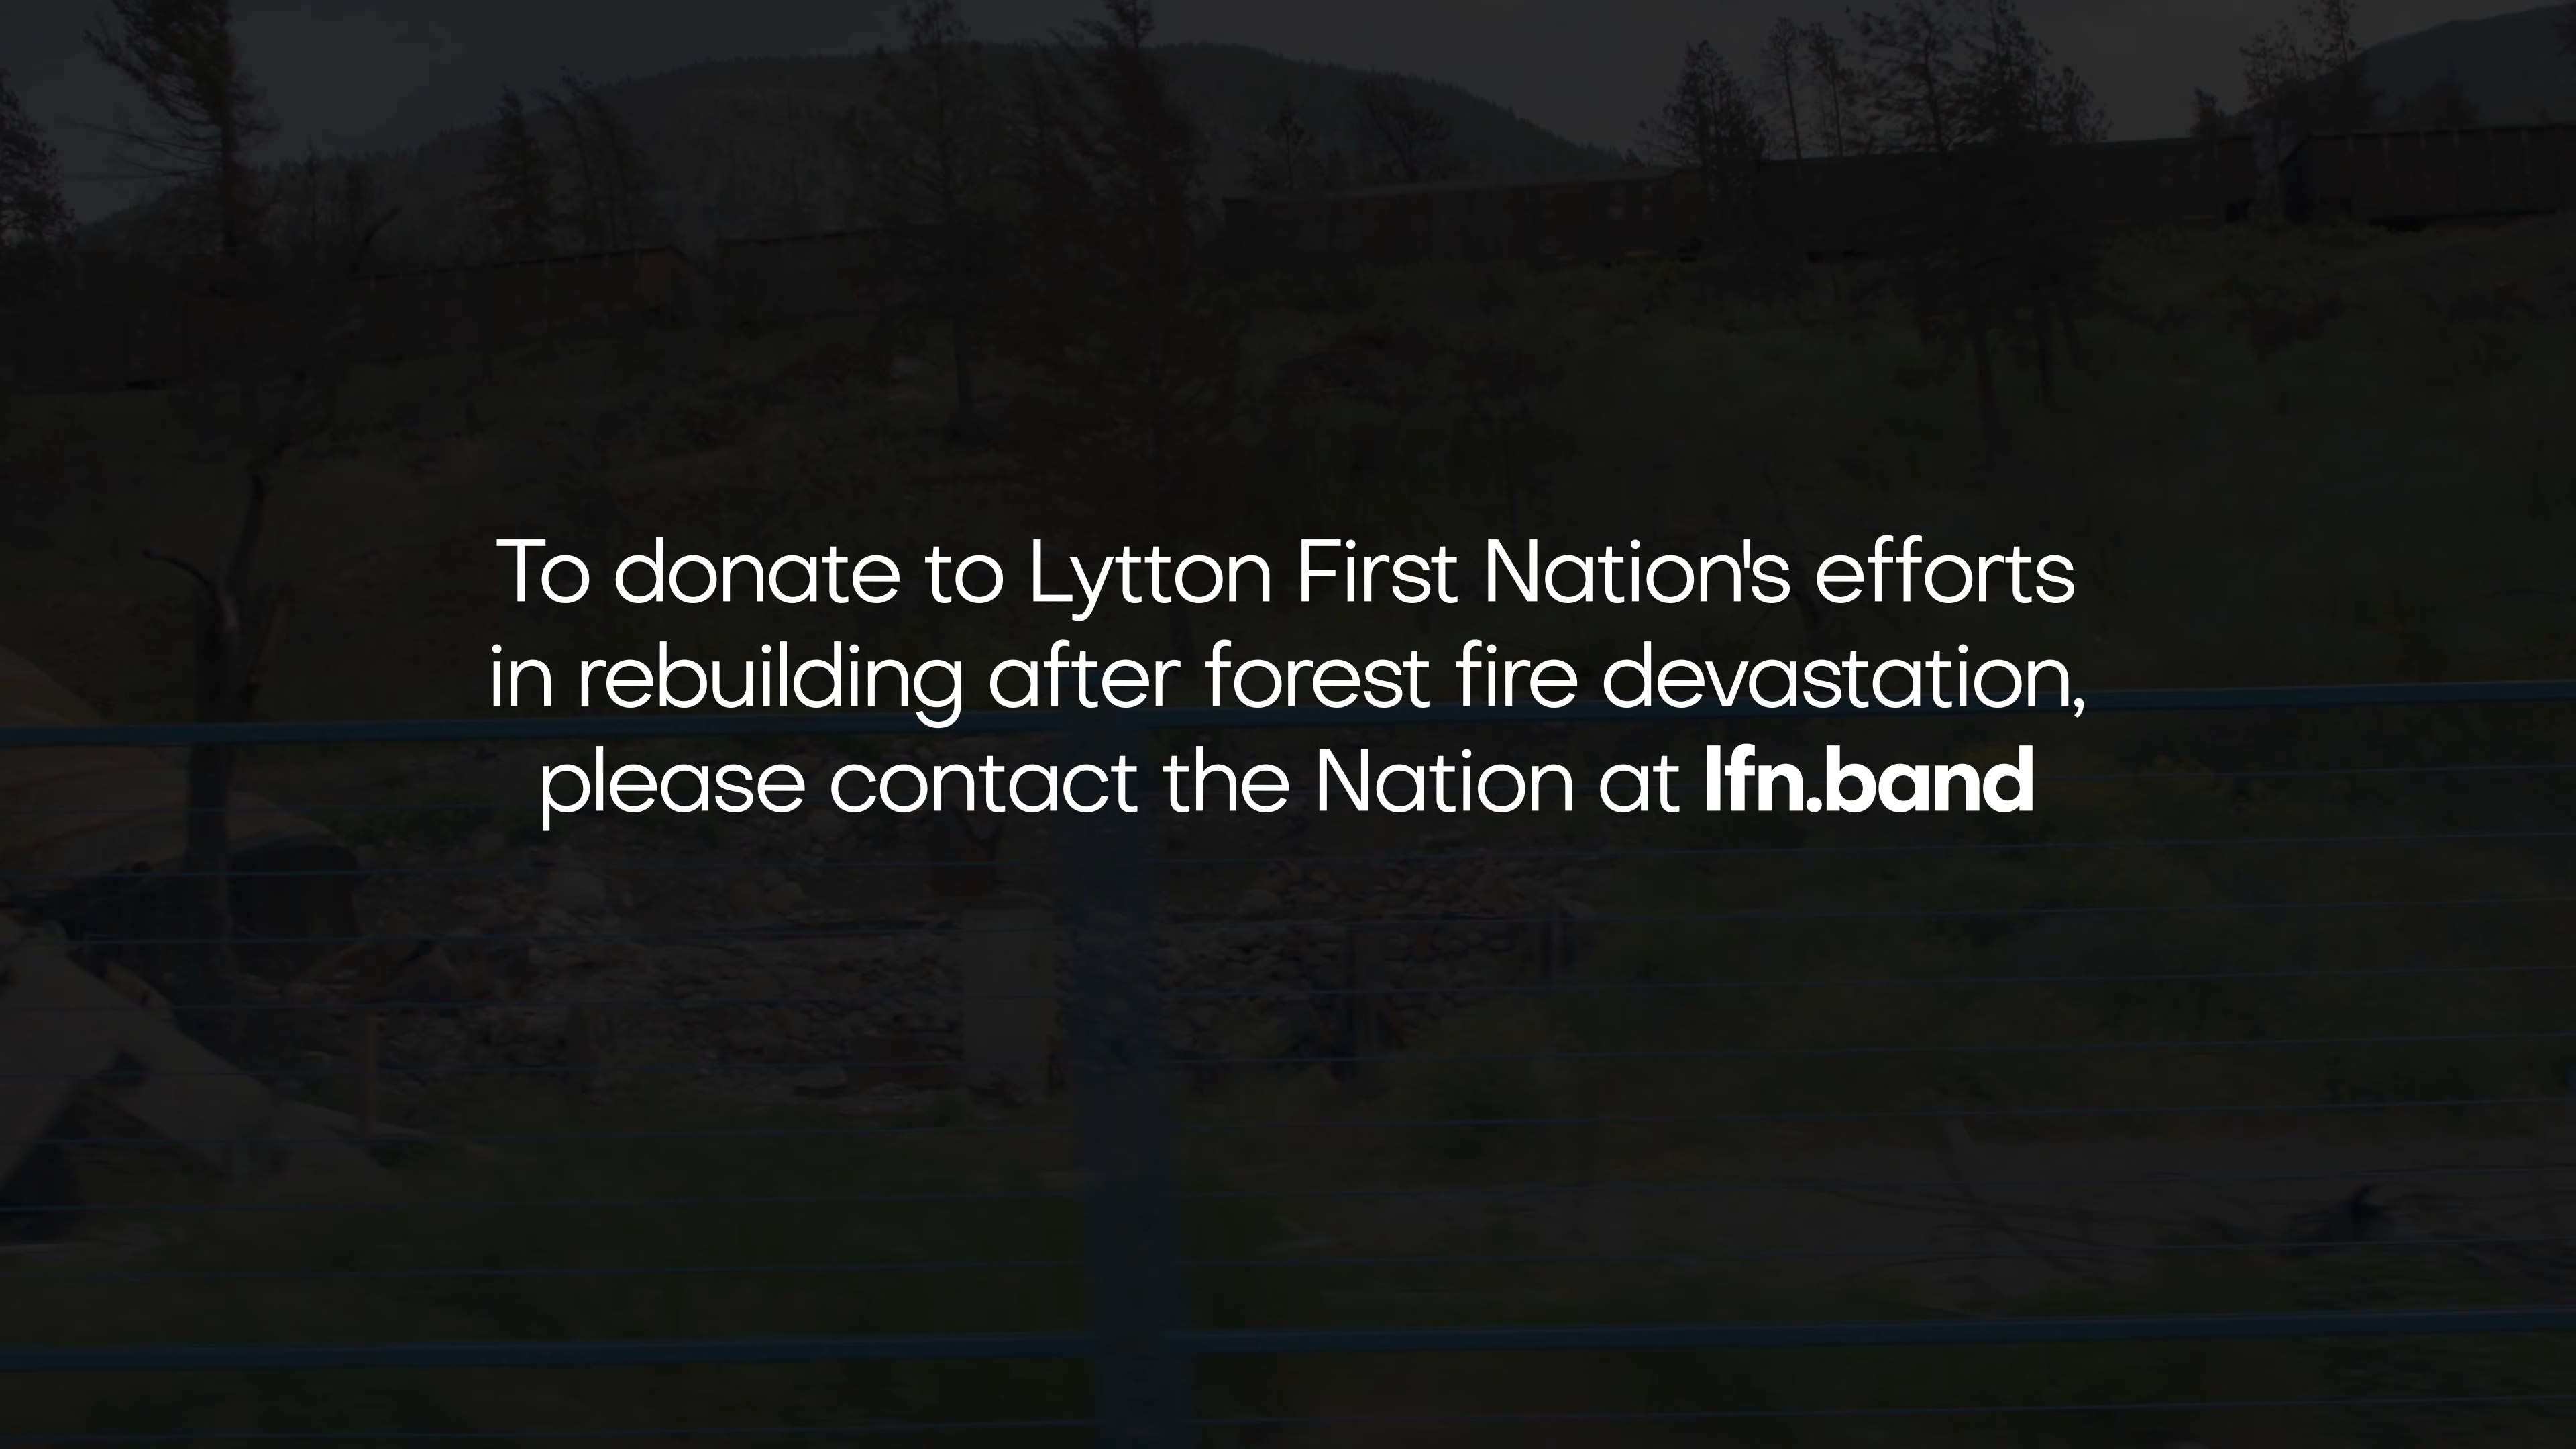 To donate to Lytton First Nation's efforts
in rebuilding after forest fire devastation,
please contact the Nation at lfn.band